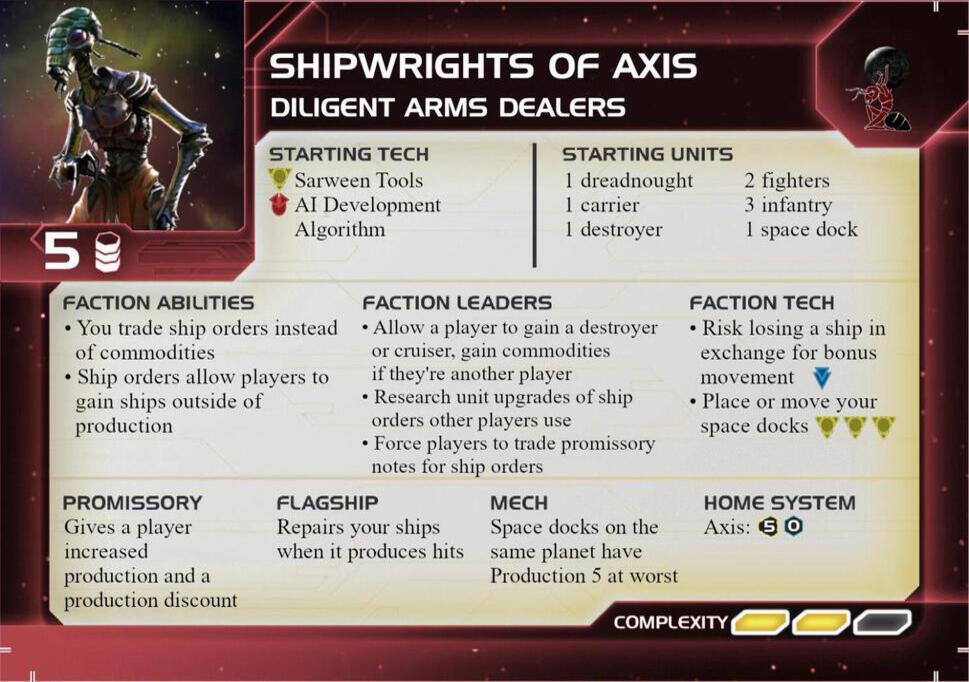 SHIPWRIGHTS OF AXIS
DILIGENT ARMS DEALERS
5
STARTING TECH
Sarween Tools
AI Development
Algorithm
STARTING UNITS
1 dreadnought
1 carrier
1 destroyer
2 fighters
3 infantry
1 space dock
FACTION ABILITIES
• You trade ship orders instead
of commodities
• Ship orders allow players to
gain ships outside of
production
FACTION LEADERS
• Allow a player to gain a destroyer
or cruiser, gain commodities
if they're another player
• Research unit upgrades of ship
orders other players use
• Force players to trade promissory
notes for ship orders
FACTION TECH
• Risk losing a ship in
exchange for bonus
movement
• Place or move your
space docks
PROMISSORY
Gives a player
increased
production and a
production discount
FLAGSHIP
Repairs your ships
when it produces hits
MECH
Space docks on the
same planet have
Production 5 at worst
HOME SYSTEM
Axis: 5 0
COMPLEXITY